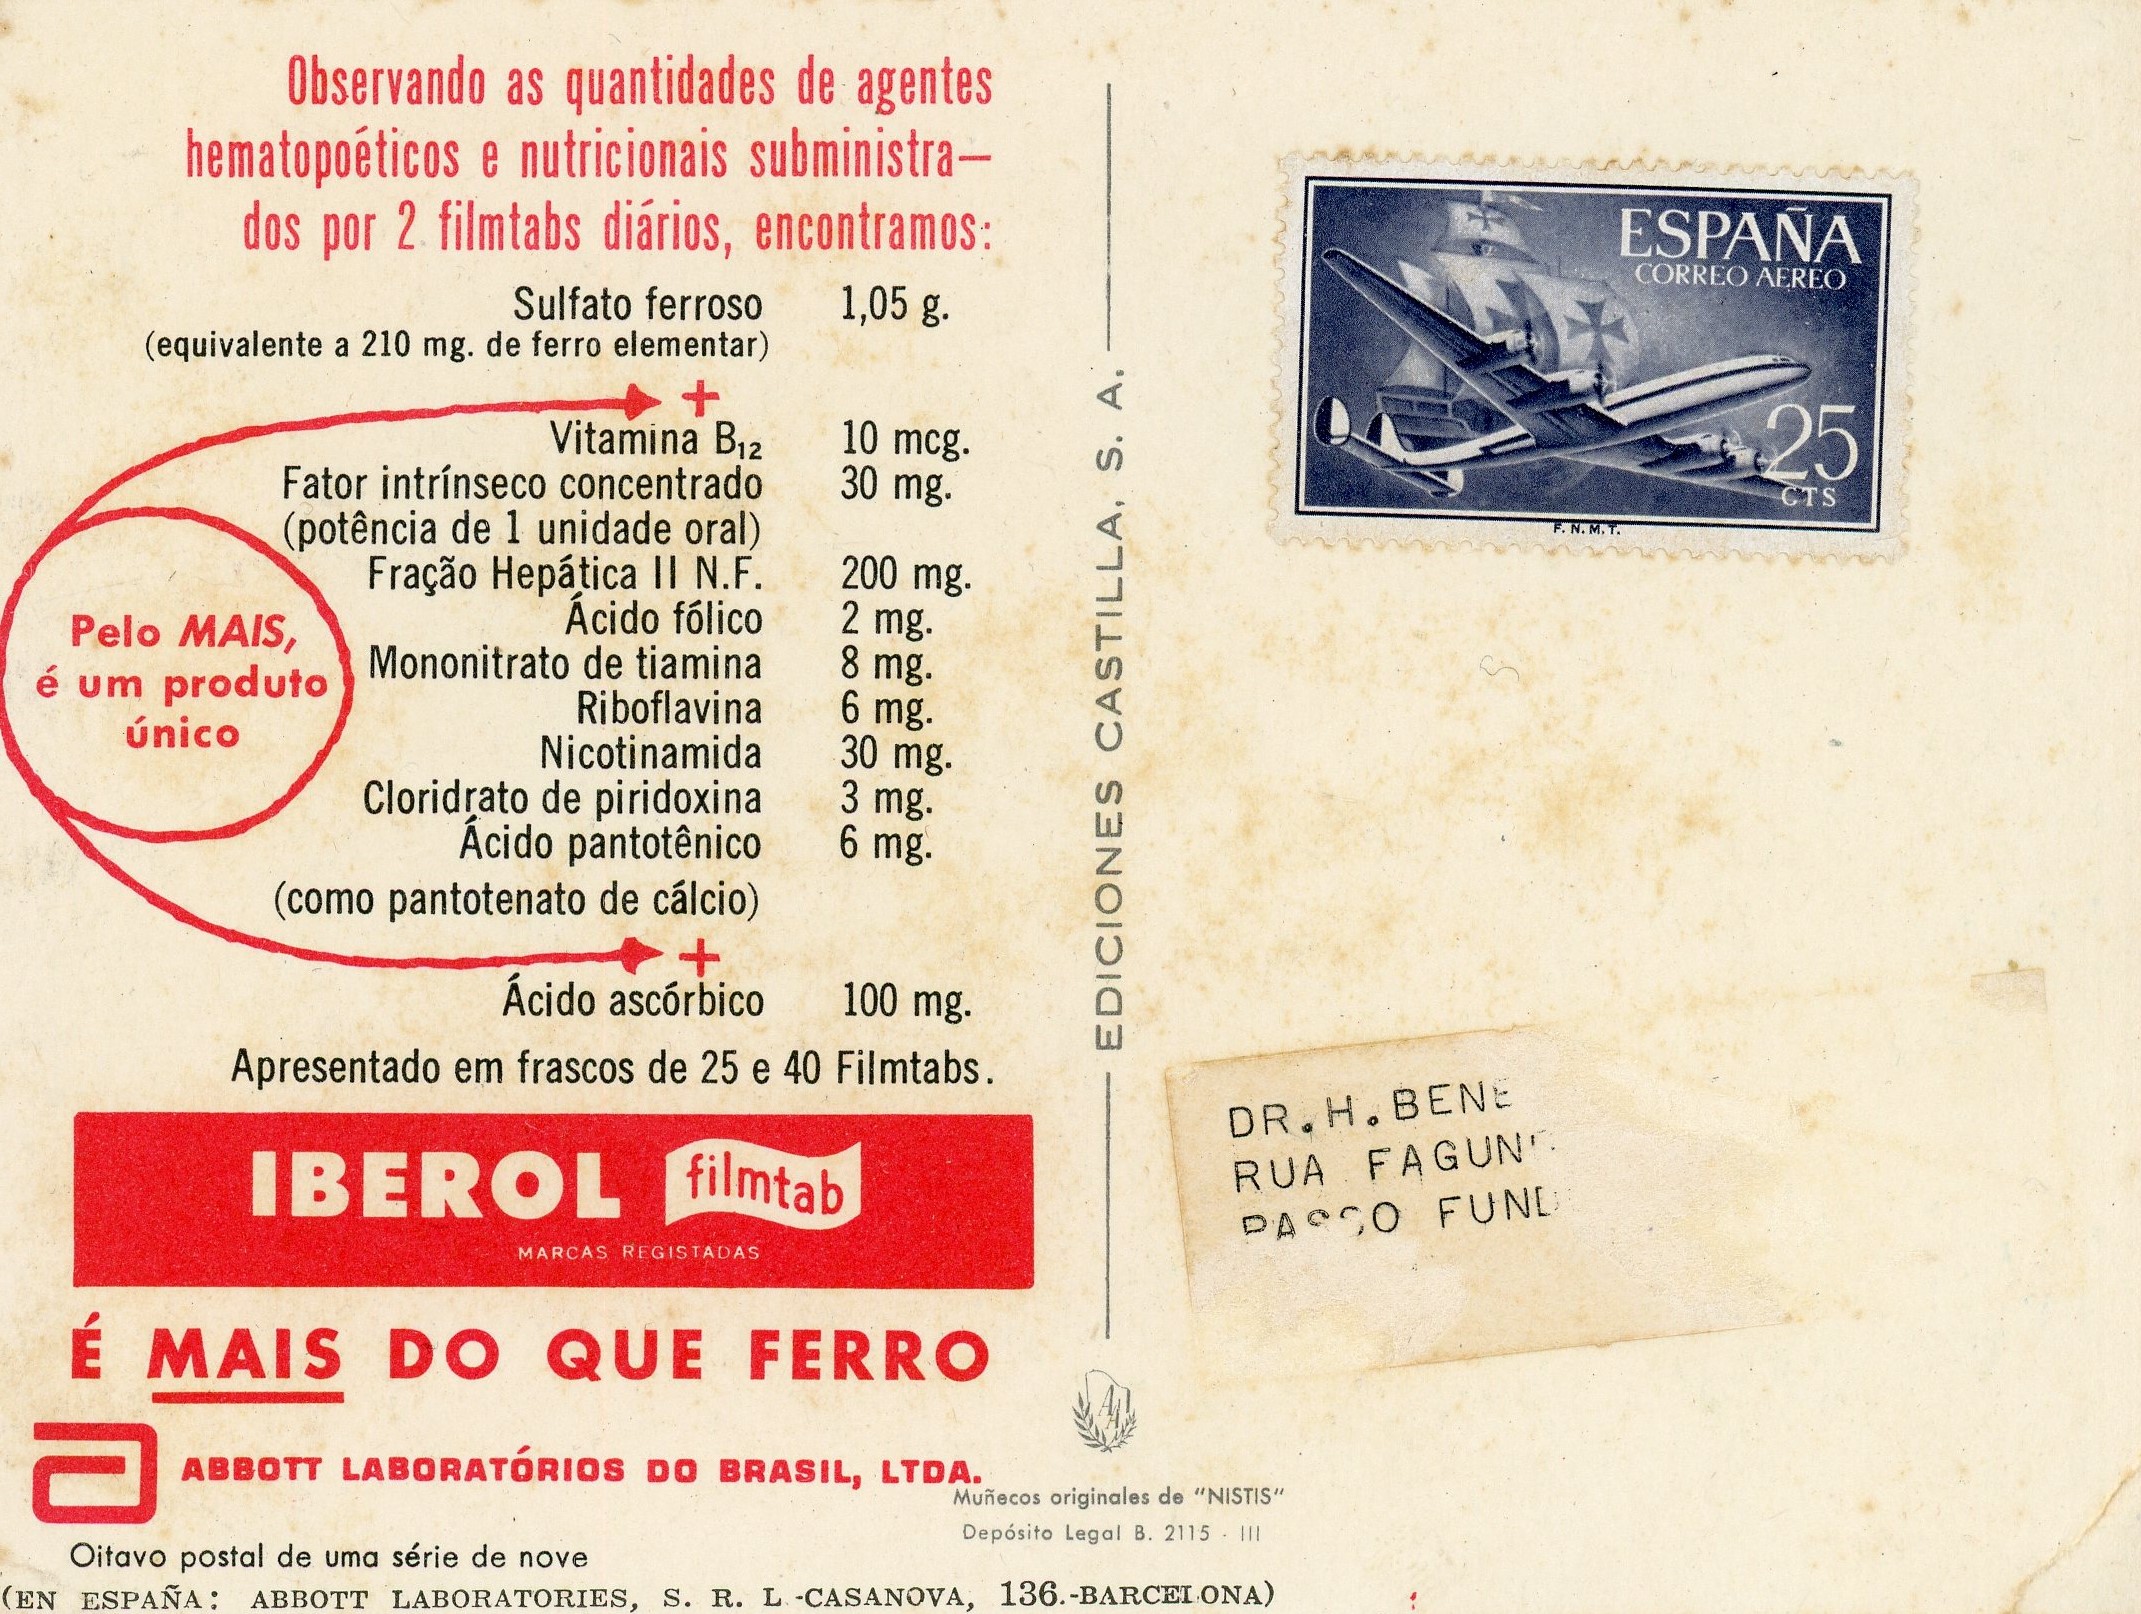 Observando as quantidades de agentes
hematopoéticos e nutricionais subministra—
dos por 2 filmtabs diários, encontramos:
Sulfato ferroso 1,05 g.
(equivalente a 210 mg. de ferro elementar)
+
Vitamina B12 10 mcg.
Fator intrínseco concentrado 30 mg.
(potência de 1 unidade oral)
Fração Hepática II N.F. 200 mg.
Ácido fólico 2 mg.
Mononitrato de tiamina 8 mg.
Riboflavina 6 mg.
Nicotinamida 30 mg.
Cloridrato de piridoxina 3 mg.
Ácido pantotênico 6 mg.
(como pantotenato de cálcio)
+
Ácido ascórbico 100 mg.
Apresentado em frascos de 25 e 40 Filmtabs.
Pelo MAIS,
é um produto
único
IBEROL filmtab
MARCAS REGISTADAS
É MAIS DO QUE FERRO
a ABBOTT LABORATÓRIOS DO BRASIL, LTDA.
Oitavo postal de uma série de nove
(EN ESPAÑA: ABBOTT LABORATORIES, S. R. L.-CASANOVA, 136.-BARCELONA)
EDICIONES CASTILLA, S. A.
Muñecos originales de "NISTIS"
Depósito Legal B. 2115 - III
ESPAÑA
CORREO AEREO
25
CTS
F.N.M.T.
DR. H. BENE
RUA FAGUN
PASSO FUND